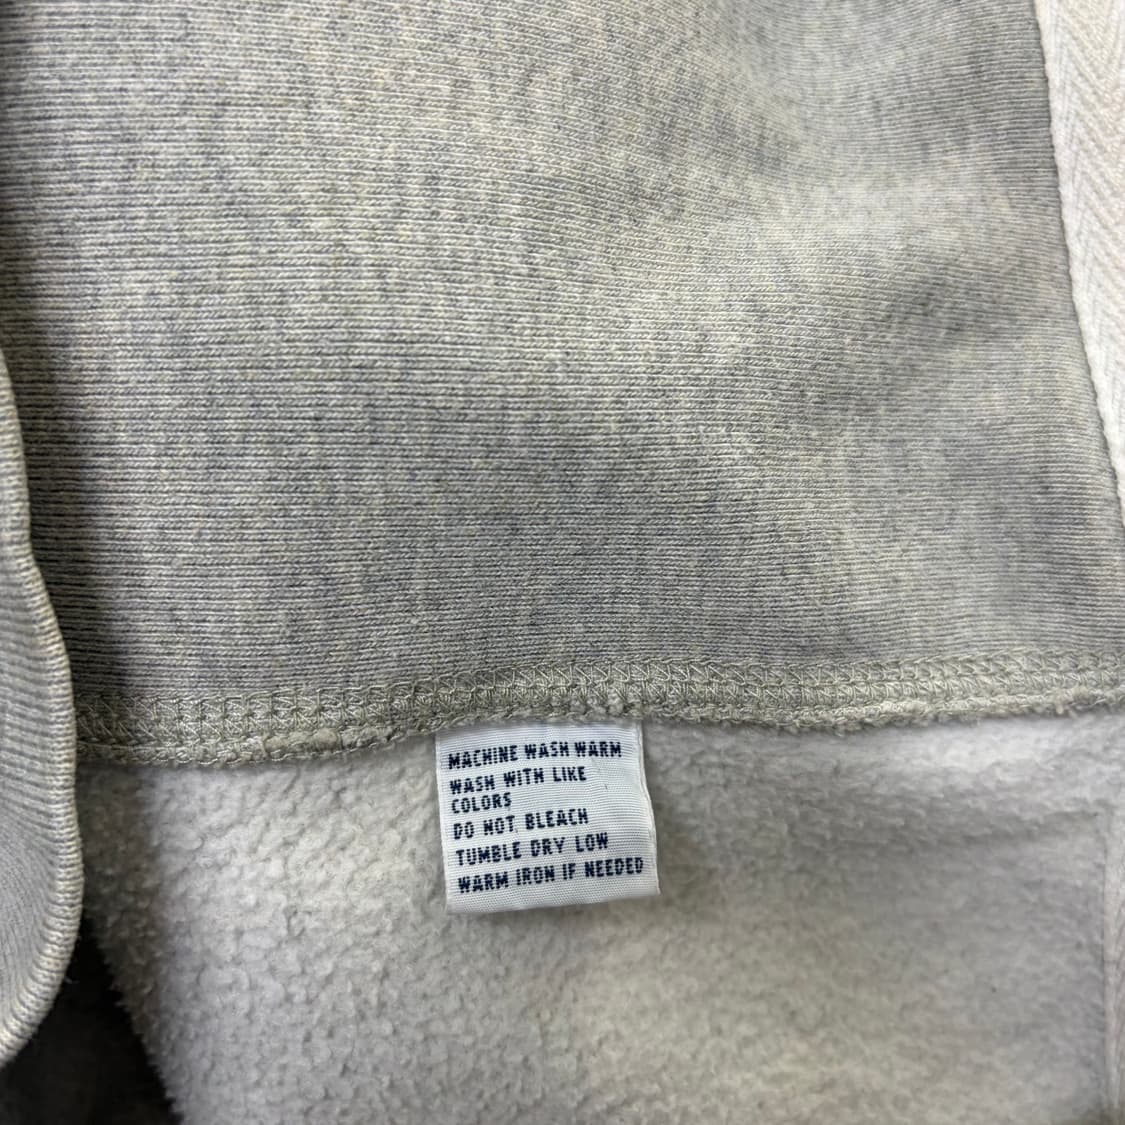 MACHINE WASH WARM
WASH WITH LIKE
COLORS
DO NOT BLEACH
TUMBLE DRY LOW
WARM IRON IF NEEDED